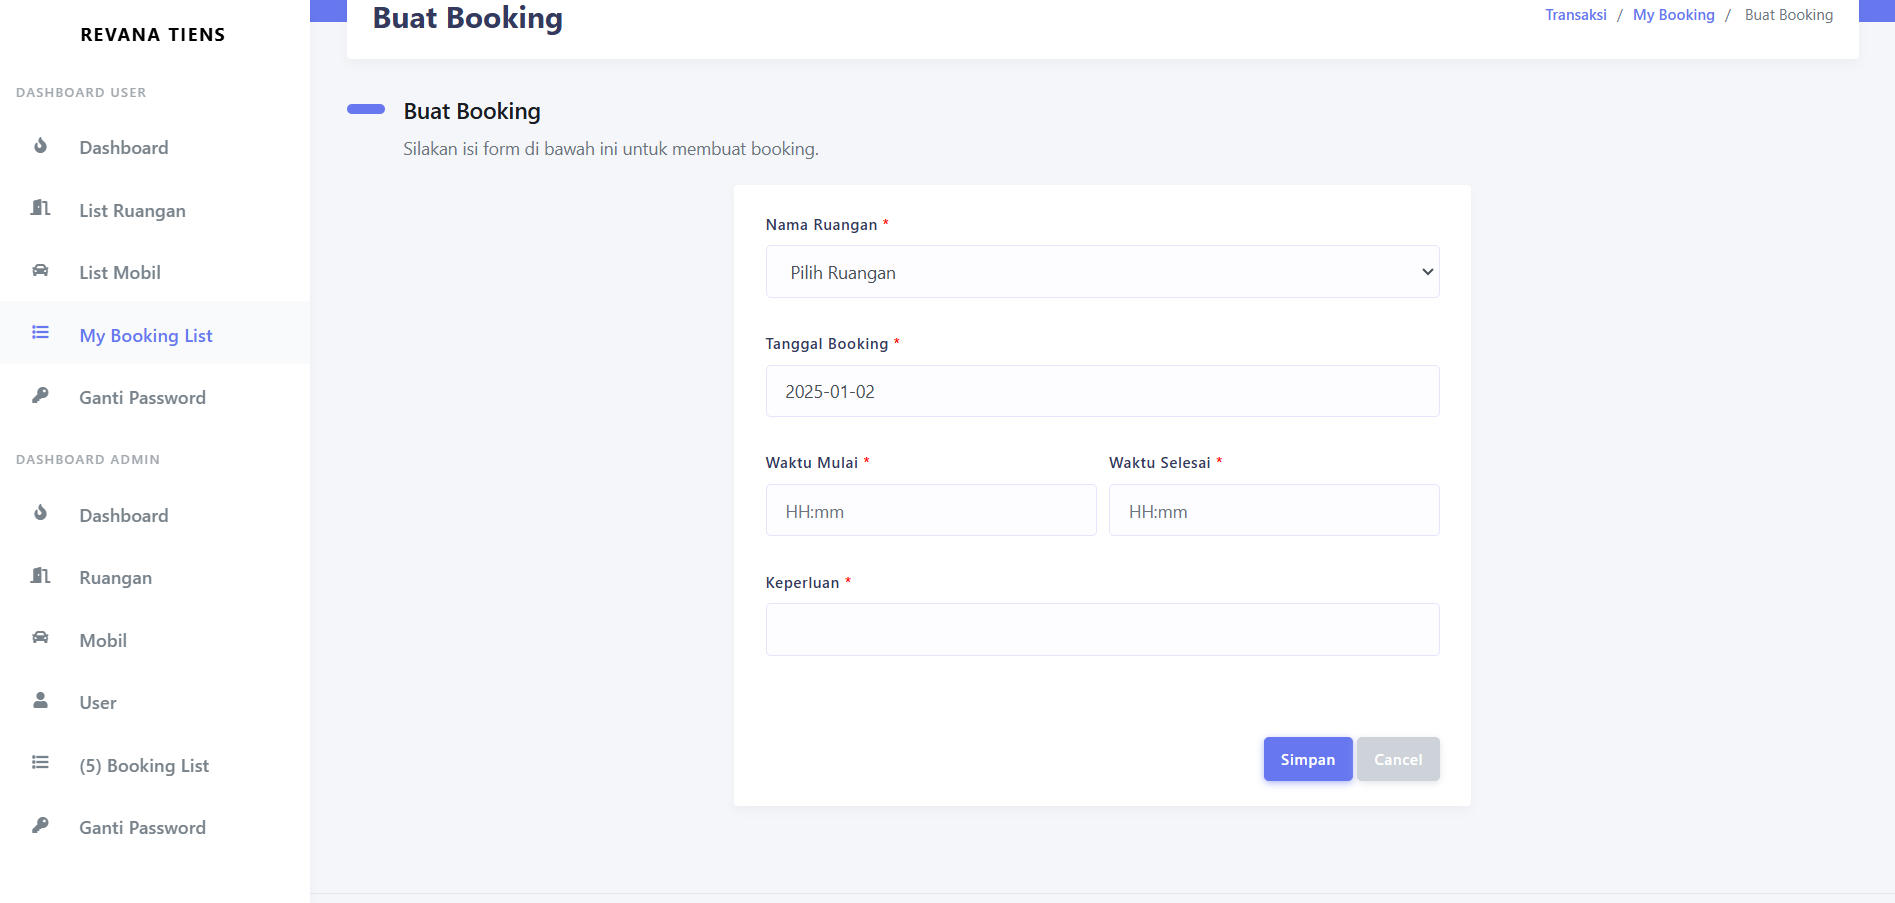 REVANA TIENS
DASHBOARD USER
Dashboard
List Ruangan
List Mobil
My Booking List
Ganti Password
DASHBOARD ADMIN
Dashboard
Ruangan
Mobil
User
(5) Booking List
Ganti Password
Buat Booking
Transaksi / My Booking / Buat Booking
Buat Booking
Silakan isi form di bawah ini untuk membuat booking.
Nama Ruangan *
Pilih Ruangan
Tanggal Booking *
2025-01-02
Waktu Mulai * Waktu Selesai *
HH:mm HH:mm
Keperluan *
Simpan Cancel